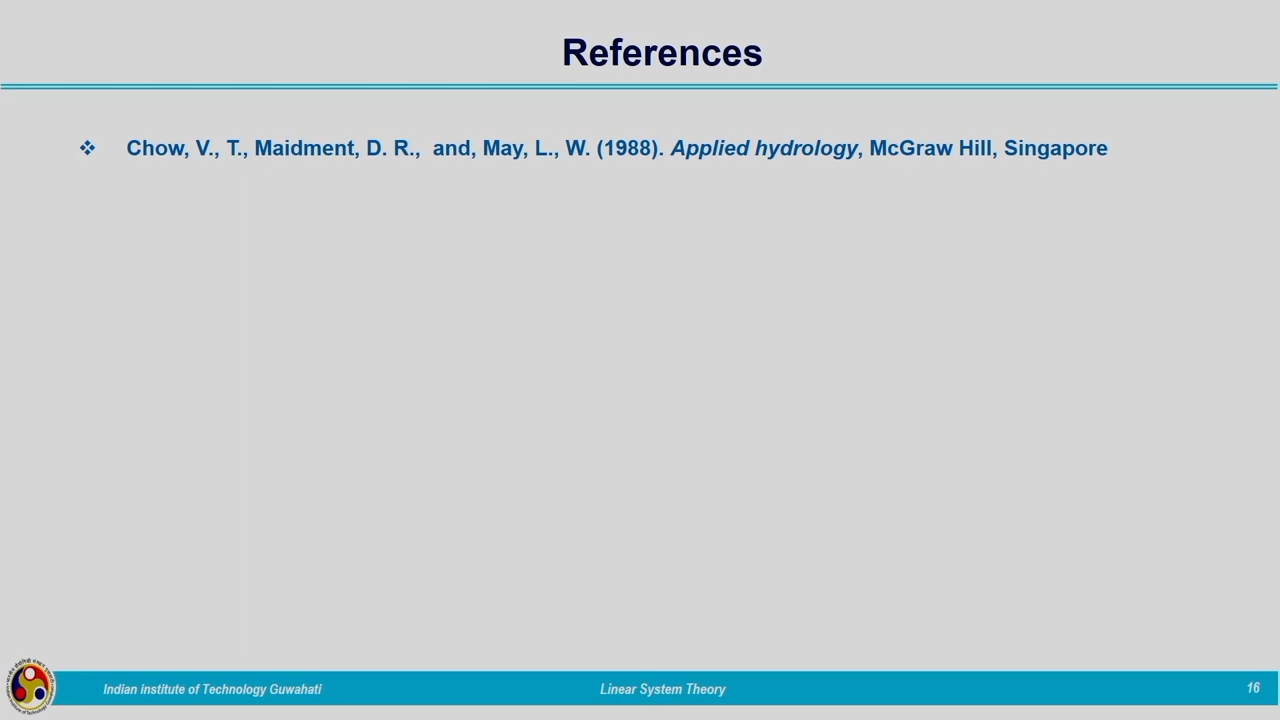 References
❖ Chow, V., T., Maidment, D. R., and, May, L., W. (1988). Applied hydrology, McGraw Hill, Singapore
Indian institute of Technology Guwahati
Linear System Theory
16